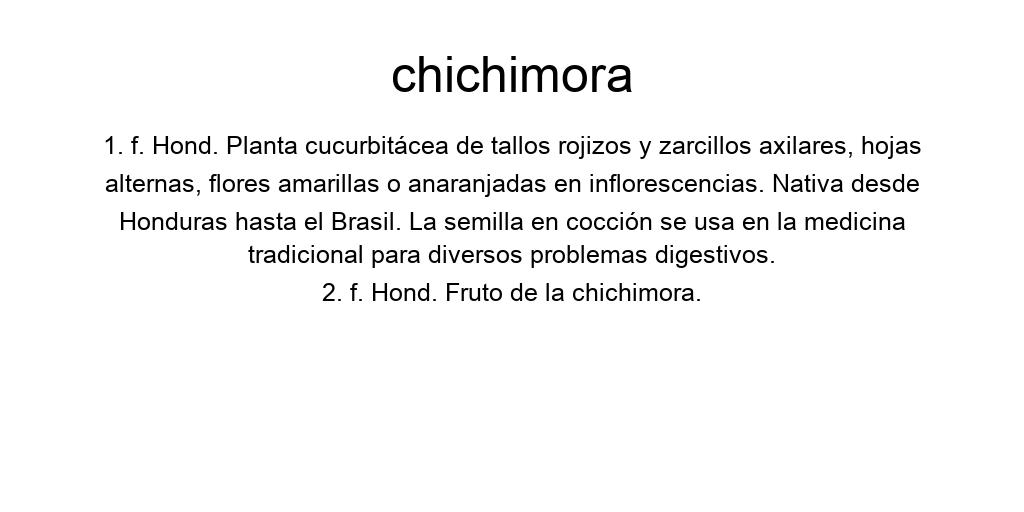 chichimora
1. f. Hond. Planta cucurbitácea de tallos rojizos y zarcillos axilares, hojas
alternas, flores amarillas o anaranjadas en inflorescencias. Nativa desde
Honduras hasta el Brasil. La semilla en cocción se usa en la medicina
tradicional para diversos problemas digestivos.
2. f. Hond. Fruto de la chichimora.